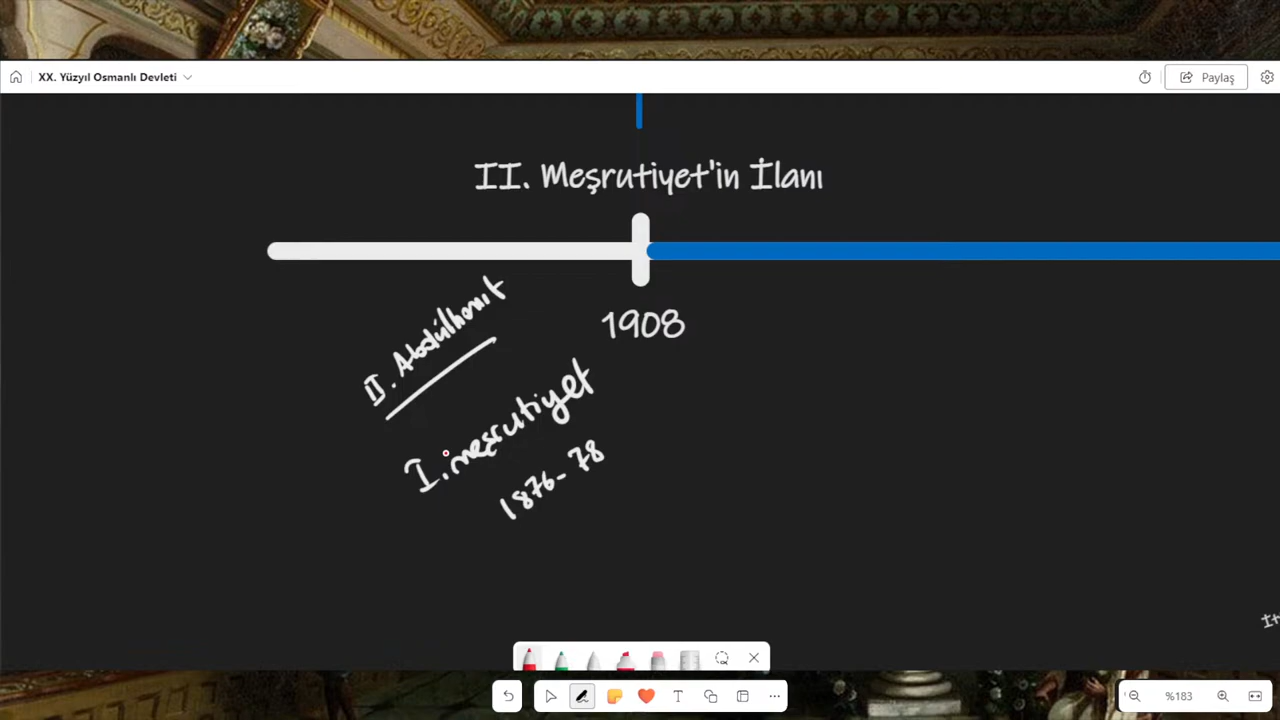 XX. Yüzyıl Osmanlı Devleti
Paylaş
II. Meşrutiyet'in İlanı
1908
II. Abdülhamit
I. meşrutiyet
1876-78
%183